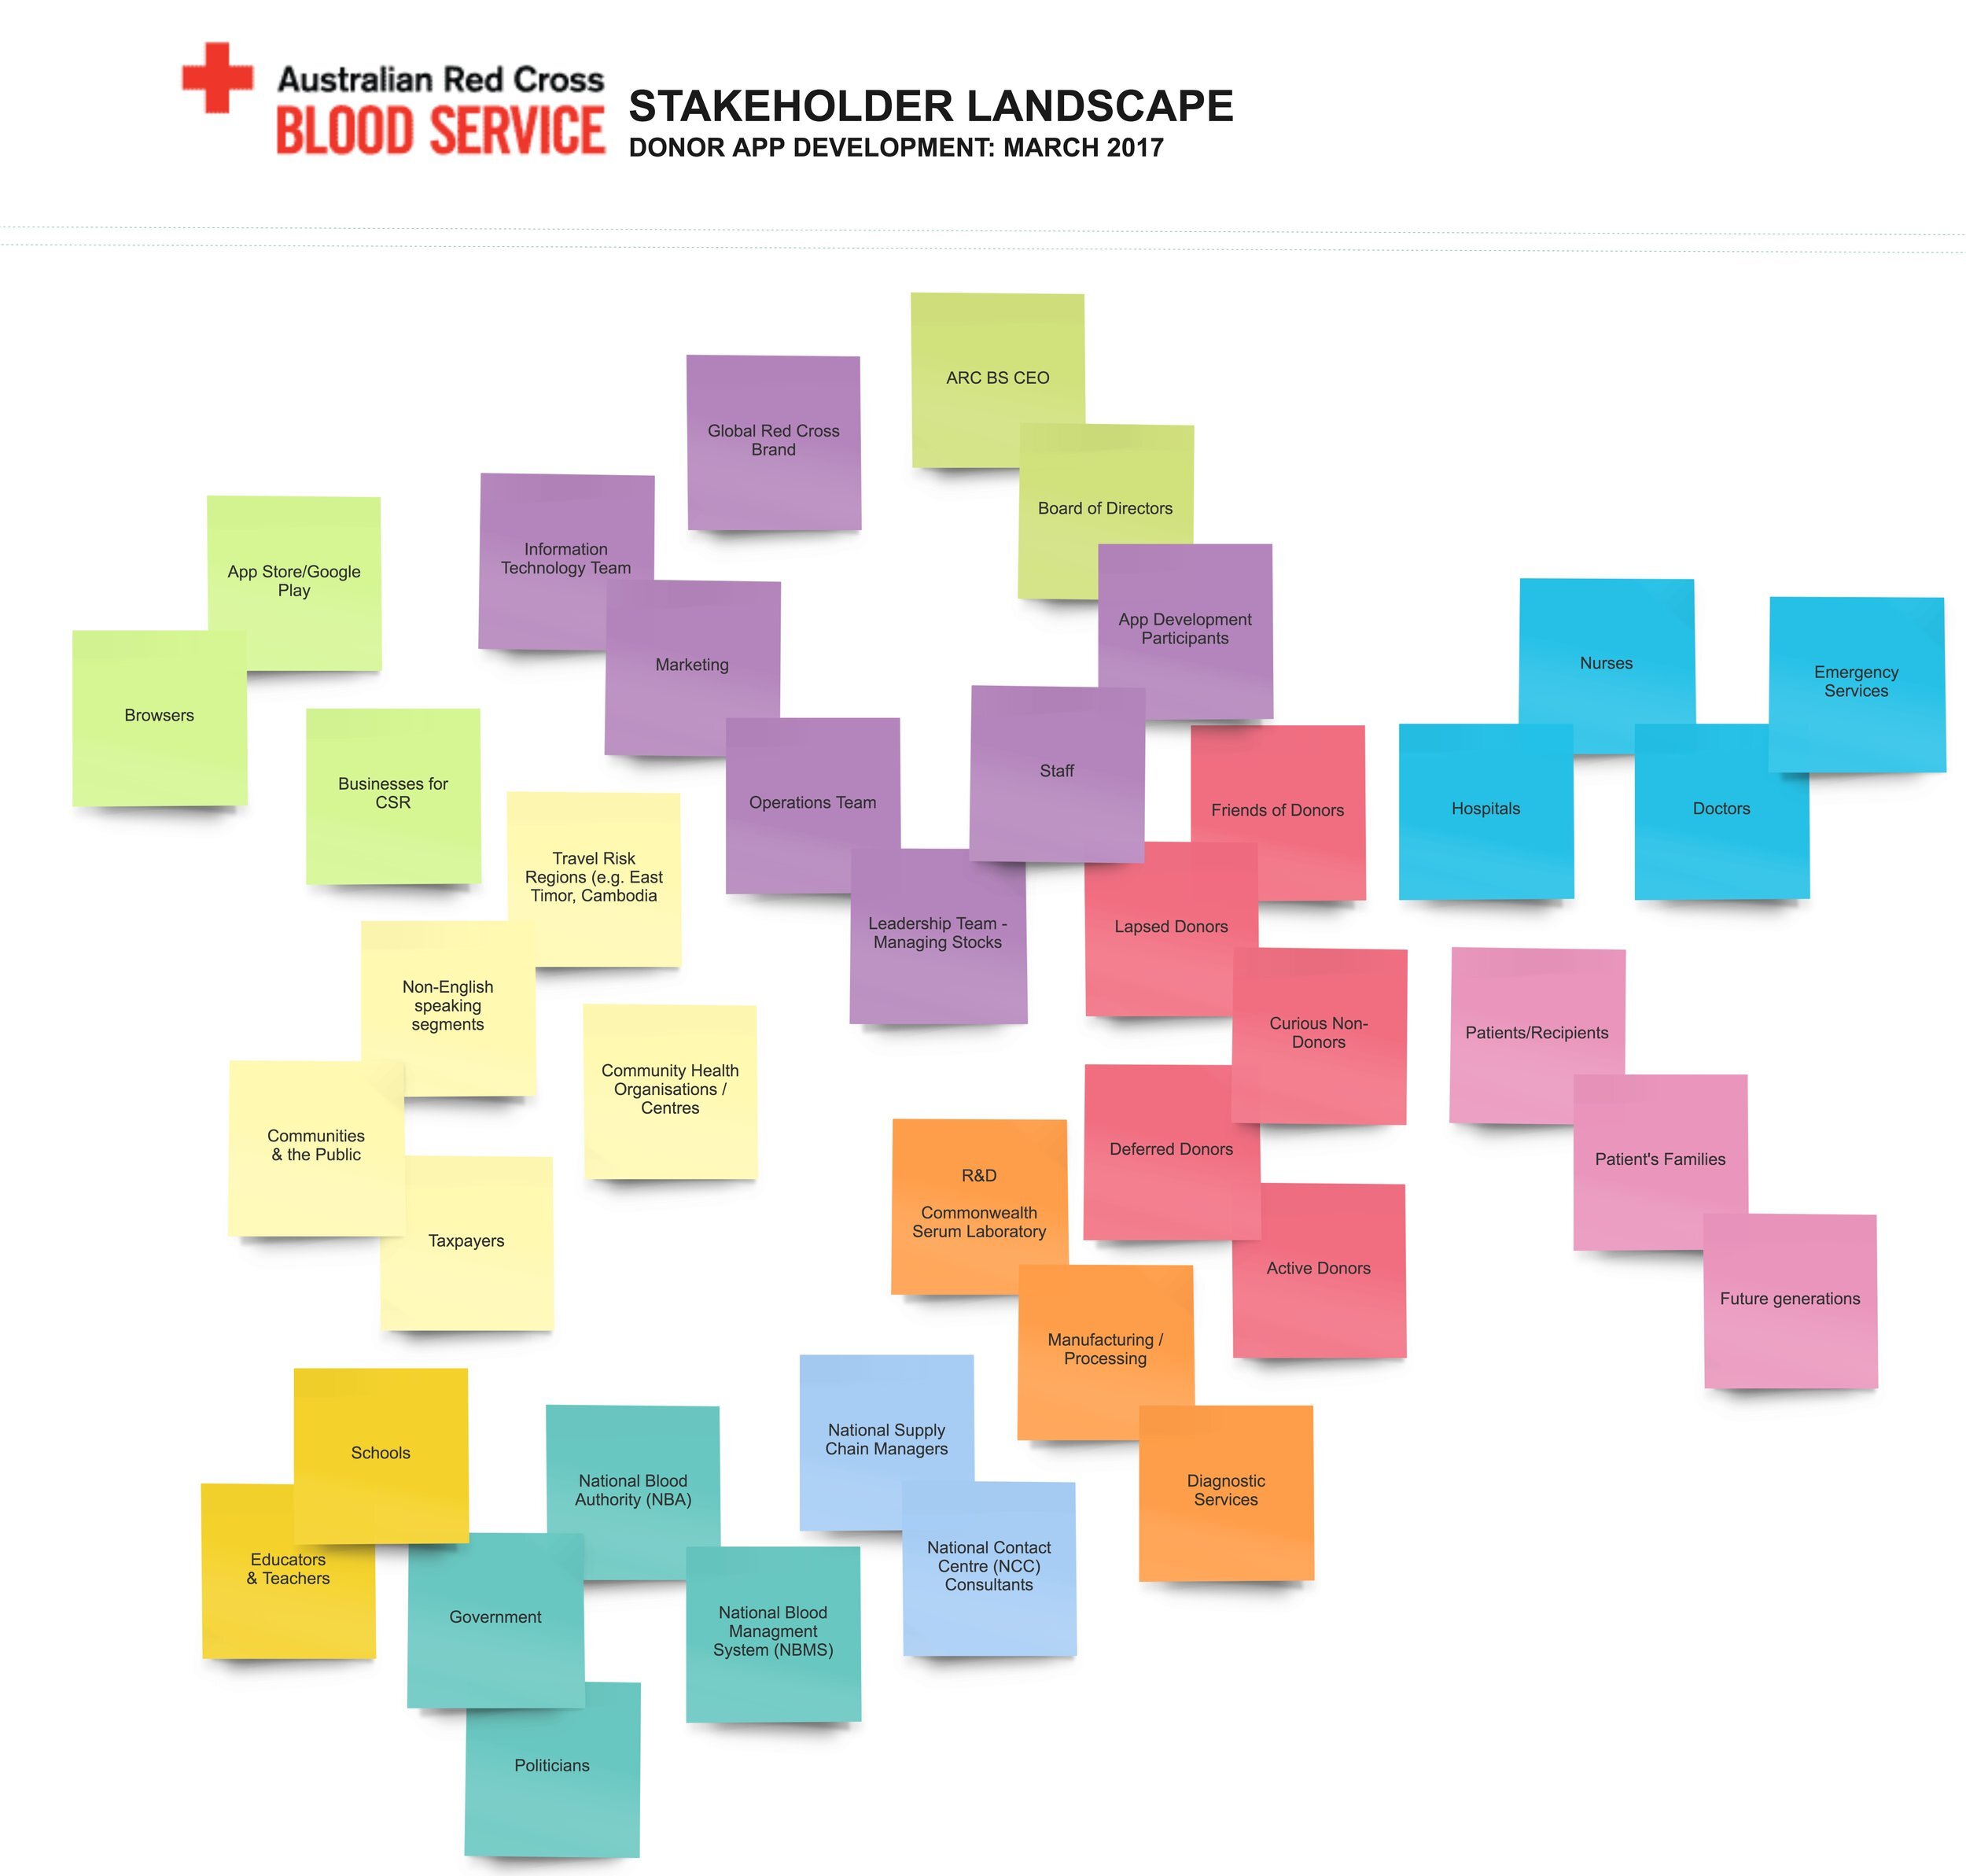 Australian Red Cross
BLOOD SERVICE
STAKEHOLDER LANDSCAPE
DONOR APP DEVELOPMENT: MARCH 2017
ARC BS CEO
Global Red Cross
Brand
Board of Directors
Information
Technology Team
App Store/Google
Play
App Development
Participants
Marketing
Nurses
Emergency
Services
Browsers
Staff
Businesses for
CSR
Operations Team
Friends of Donors
Hospitals
Doctors
Travel Risk
Regions (e.g. East
Timor, Cambodia
Leadership Team -
Managing Stocks
Lapsed Donors
Non-English
speaking
segments
Curious Non-
Donors
Patients/Recipients
Community Health
Organisations /
Centres
Communities
& the Public
Deferred Donors
Patient's Families
R&D
Commonwealth
Serum Laboratory
Taxpayers
Active Donors
Future generations
Manufacturing /
Processing
Schools
National Supply
Chain Managers
National Blood
Authority (NBA)
Diagnostic
Services
Educators
& Teachers
National Contact
Centre (NCC)
Consultants
Government
National Blood
Managment
System (NBMS)
Politicians